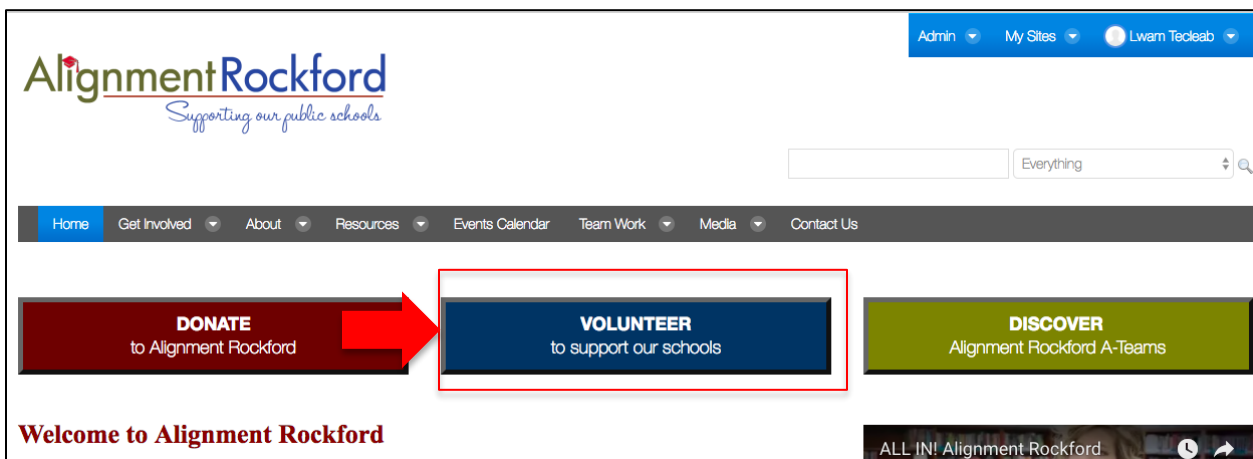 Admin My Sites Lwam Tecleab
AlignmentRockford
Supporting our public schools
Everything
Home Get Involved About Resources Events Calendar Team Work Media Contact Us
DONATE
to Alignment Rockford
VOLUNTEER
to support our schools
DISCOVER
Alignment Rockford A-Teams
Welcome to Alignment Rockford
ALL IN! Alignment Rockford